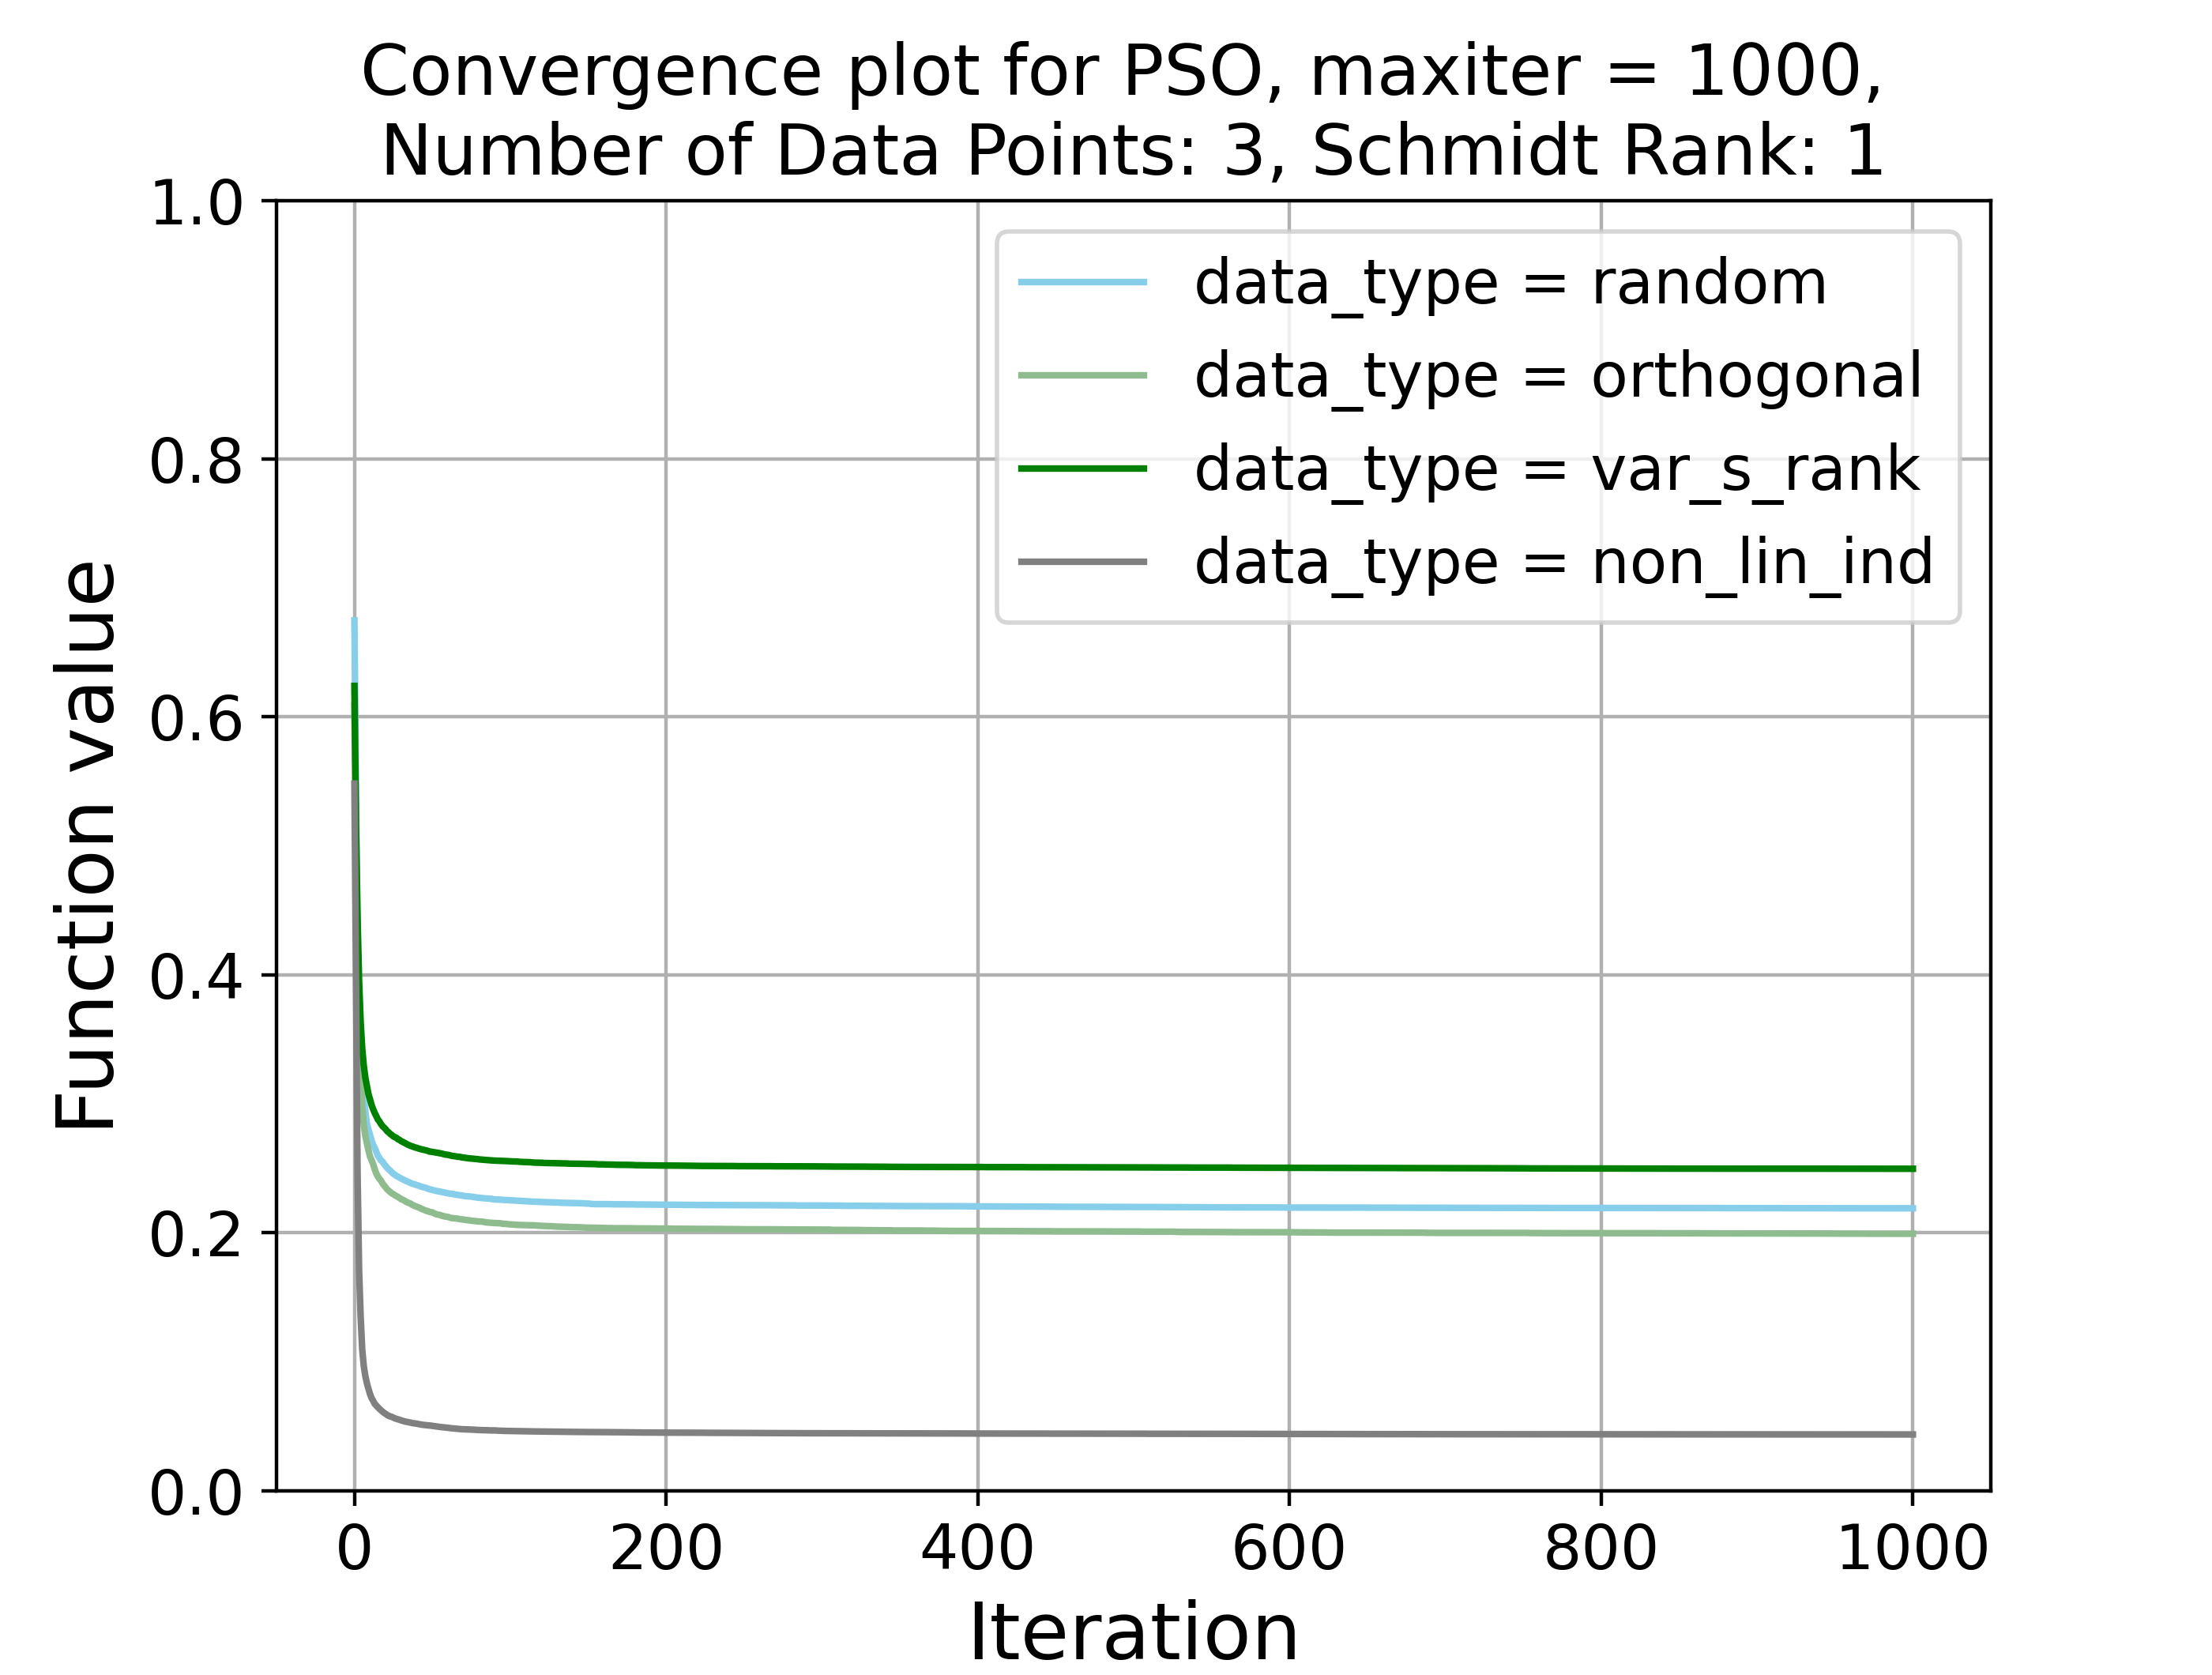 Convergence plot for PSO, maxiter = 1000,
Number of Data Points: 3, Schmidt Rank: 1
1.0
0.8
0.6
0.4
0.2
0.0
Function value
data_type = random
data_type = orthogonal
data_type = var_s_rank
data_type = non_lin_ind
0 200 400 600 800 1000
Iteration